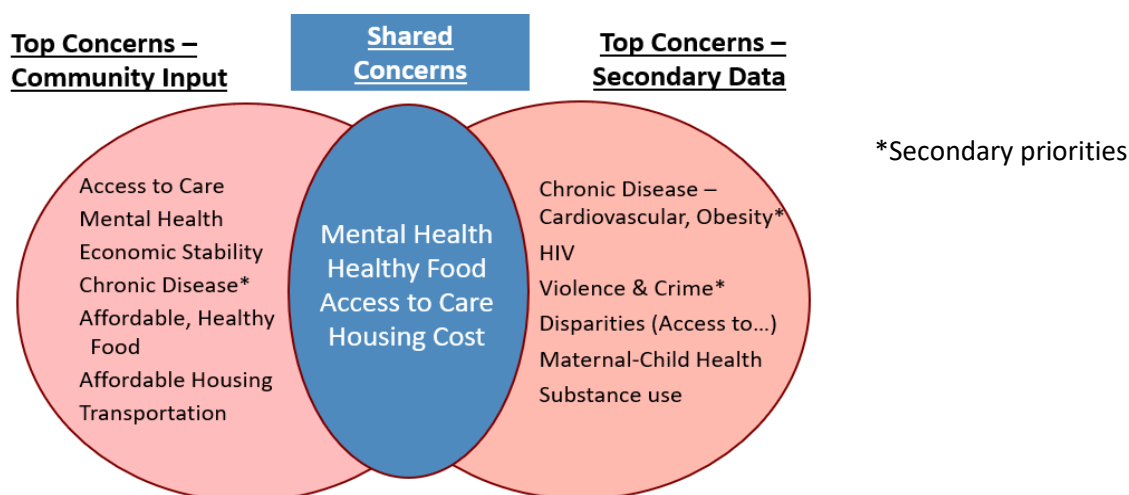 Top Concerns –
Community Input
Shared
Concerns
Top Concerns –
Secondary Data
*Secondary priorities
Access to Care
Mental Health
Economic Stability
Chronic Disease*
Affordable, Healthy
Food
Affordable Housing
Transportation
Mental Health
Healthy Food
Access to Care
Housing Cost
Chronic Disease –
Cardiovascular, Obesity*
HIV
Violence & Crime*
Disparities (Access to...)
Maternal-Child Health
Substance use